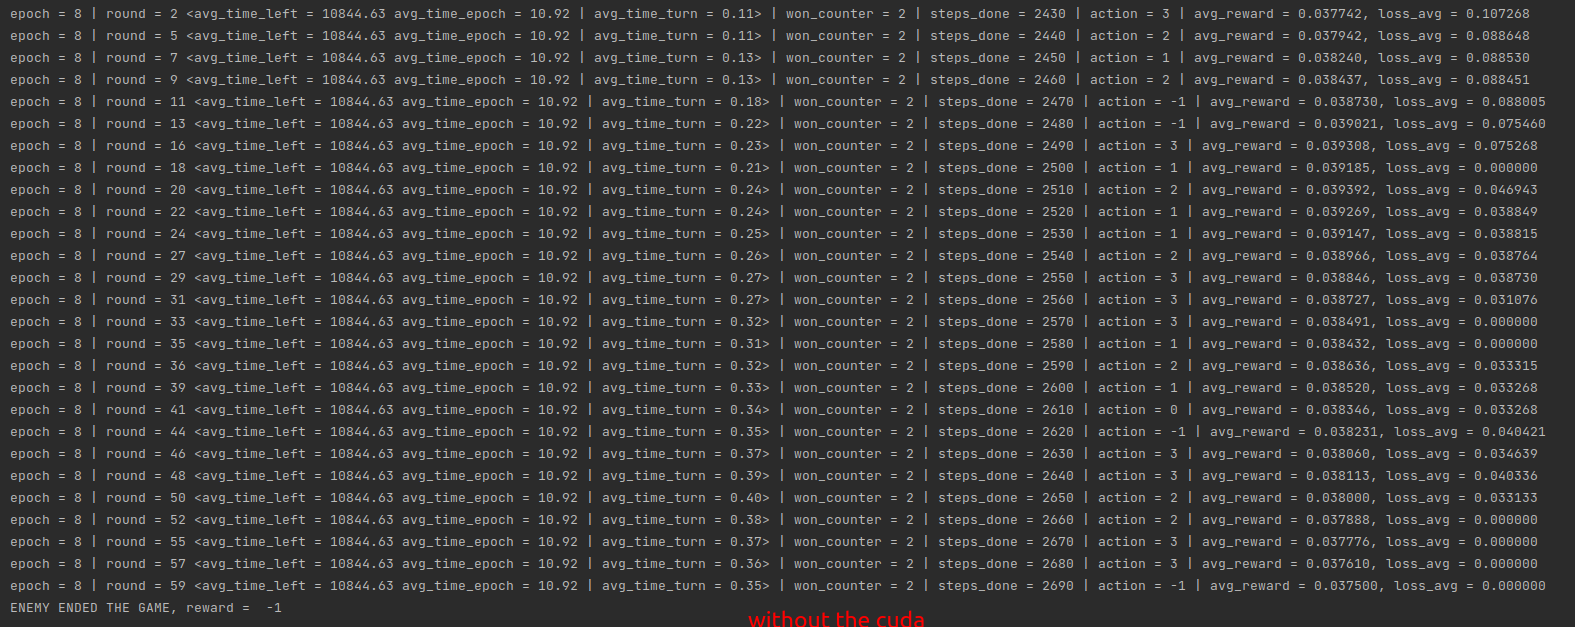 epoch = 8 | round = 2 <avg_time_left = 10844.63 avg_time_epoch = 10.92 | avg_time_turn = 0.11> | won_counter = 2 | steps_done = 2430 | action = 3 | avg_reward = 0.037742, loss_avg = 0.107268
epoch = 8 | round = 5 <avg_time_left = 10844.63 avg_time_epoch = 10.92 | avg_time_turn = 0.11> | won_counter = 2 | steps_done = 2440 | action = 2 | avg_reward = 0.037942, loss_avg = 0.088648
epoch = 8 | round = 7 <avg_time_left = 10844.63 avg_time_epoch = 10.92 | avg_time_turn = 0.13> | won_counter = 2 | steps_done = 2450 | action = 1 | avg_reward = 0.038240, loss_avg = 0.088530
epoch = 8 | round = 9 <avg_time_left = 10844.63 avg_time_epoch = 10.92 | avg_time_turn = 0.13> | won_counter = 2 | steps_done = 2460 | action = 2 | avg_reward = 0.038437, loss_avg = 0.088451
epoch = 8 | round = 11 <avg_time_left = 10844.63 avg_time_epoch = 10.92 | avg_time_turn = 0.18> | won_counter = 2 | steps_done = 2470 | action = -1 | avg_reward = 0.038730, loss_avg = 0.088005
epoch = 8 | round = 13 <avg_time_left = 10844.63 avg_time_epoch = 10.92 | avg_time_turn = 0.22> | won_counter = 2 | steps_done = 2480 | action = -1 | avg_reward = 0.039021, loss_avg = 0.075460
epoch = 8 | round = 16 <avg_time_left = 10844.63 avg_time_epoch = 10.92 | avg_time_turn = 0.23> | won_counter = 2 | steps_done = 2490 | action = 3 | avg_reward = 0.039308, loss_avg = 0.075268
epoch = 8 | round = 18 <avg_time_left = 10844.63 avg_time_epoch = 10.92 | avg_time_turn = 0.21> | won_counter = 2 | steps_done = 2500 | action = 1 | avg_reward = 0.039185, loss_avg = 0.000000
epoch = 8 | round = 20 <avg_time_left = 10844.63 avg_time_epoch = 10.92 | avg_time_turn = 0.24> | won_counter = 2 | steps_done = 2510 | action = 2 | avg_reward = 0.039392, loss_avg = 0.046943
epoch = 8 | round = 22 <avg_time_left = 10844.63 avg_time_epoch = 10.92 | avg_time_turn = 0.24> | won_counter = 2 | steps_done = 2520 | action = 1 | avg_reward = 0.039269, loss_avg = 0.038849
epoch = 8 | round = 24 <avg_time_left = 10844.63 avg_time_epoch = 10.92 | avg_time_turn = 0.25> | won_counter = 2 | steps_done = 2530 | action = 1 | avg_reward = 0.039147, loss_avg = 0.038815
epoch = 8 | round = 27 <avg_time_left = 10844.63 avg_time_epoch = 10.92 | avg_time_turn = 0.26> | won_counter = 2 | steps_done = 2540 | action = 2 | avg_reward = 0.038966, loss_avg = 0.038764
epoch = 8 | round = 29 <avg_time_left = 10844.63 avg_time_epoch = 10.92 | avg_time_turn = 0.27> | won_counter = 2 | steps_done = 2550 | action = 3 | avg_reward = 0.038846, loss_avg = 0.038730
epoch = 8 | round = 31 <avg_time_left = 10844.63 avg_time_epoch = 10.92 | avg_time_turn = 0.27> | won_counter = 2 | steps_done = 2560 | action = 3 | avg_reward = 0.038727, loss_avg = 0.031076
epoch = 8 | round = 33 <avg_time_left = 10844.63 avg_time_epoch = 10.92 | avg_time_turn = 0.32> | won_counter = 2 | steps_done = 2570 | action = 3 | avg_reward = 0.038491, loss_avg = 0.000000
epoch = 8 | round = 35 <avg_time_left = 10844.63 avg_time_epoch = 10.92 | avg_time_turn = 0.31> | won_counter = 2 | steps_done = 2580 | action = 1 | avg_reward = 0.038432, loss_avg = 0.000000
epoch = 8 | round = 36 <avg_time_left = 10844.63 avg_time_epoch = 10.92 | avg_time_turn = 0.32> | won_counter = 2 | steps_done = 2590 | action = 2 | avg_reward = 0.038636, loss_avg = 0.033315
epoch = 8 | round = 39 <avg_time_left = 10844.63 avg_time_epoch = 10.92 | avg_time_turn = 0.33> | won_counter = 2 | steps_done = 2600 | action = 1 | avg_reward = 0.038520, loss_avg = 0.033268
epoch = 8 | round = 41 <avg_time_left = 10844.63 avg_time_epoch = 10.92 | avg_time_turn = 0.34> | won_counter = 2 | steps_done = 2610 | action = 0 | avg_reward = 0.038346, loss_avg = 0.033268
epoch = 8 | round = 44 <avg_time_left = 10844.63 avg_time_epoch = 10.92 | avg_time_turn = 0.35> | won_counter = 2 | steps_done = 2620 | action = -1 | avg_reward = 0.038231, loss_avg = 0.040421
epoch = 8 | round = 46 <avg_time_left = 10844.63 avg_time_epoch = 10.92 | avg_time_turn = 0.37> | won_counter = 2 | steps_done = 2630 | action = 3 | avg_reward = 0.038060, loss_avg = 0.034639
epoch = 8 | round = 48 <avg_time_left = 10844.63 avg_time_epoch = 10.92 | avg_time_turn = 0.39> | won_counter = 2 | steps_done = 2640 | action = 3 | avg_reward = 0.038113, loss_avg = 0.040336
epoch = 8 | round = 50 <avg_time_left = 10844.63 avg_time_epoch = 10.92 | avg_time_turn = 0.40> | won_counter = 2 | steps_done = 2650 | action = 2 | avg_reward = 0.038000, loss_avg = 0.033133
epoch = 8 | round = 52 <avg_time_left = 10844.63 avg_time_epoch = 10.92 | avg_time_turn = 0.38> | won_counter = 2 | steps_done = 2660 | action = 2 | avg_reward = 0.037888, loss_avg = 0.000000
epoch = 8 | round = 55 <avg_time_left = 10844.63 avg_time_epoch = 10.92 | avg_time_turn = 0.37> | won_counter = 2 | steps_done = 2670 | action = 3 | avg_reward = 0.037776, loss_avg = 0.000000
epoch = 8 | round = 57 <avg_time_left = 10844.63 avg_time_epoch = 10.92 | avg_time_turn = 0.36> | won_counter = 2 | steps_done = 2680 | action = 3 | avg_reward = 0.037610, loss_avg = 0.000000
epoch = 8 | round = 59 <avg_time_left = 10844.63 avg_time_epoch = 10.92 | avg_time_turn = 0.35> | won_counter = 2 | steps_done = 2690 | action = -1 | avg_reward = 0.037500, loss_avg = 0.000000
ENEMY ENDED THE GAME, reward =  -1
without the cuda